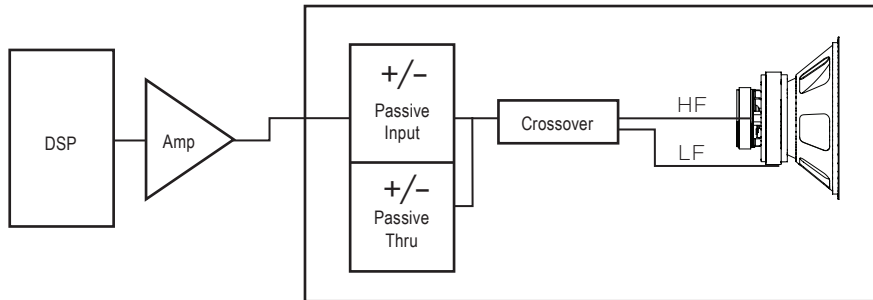 DSP
Amp
+/–
Passive
Input
+/–
Passive
Thru
Crossover
HF
LF